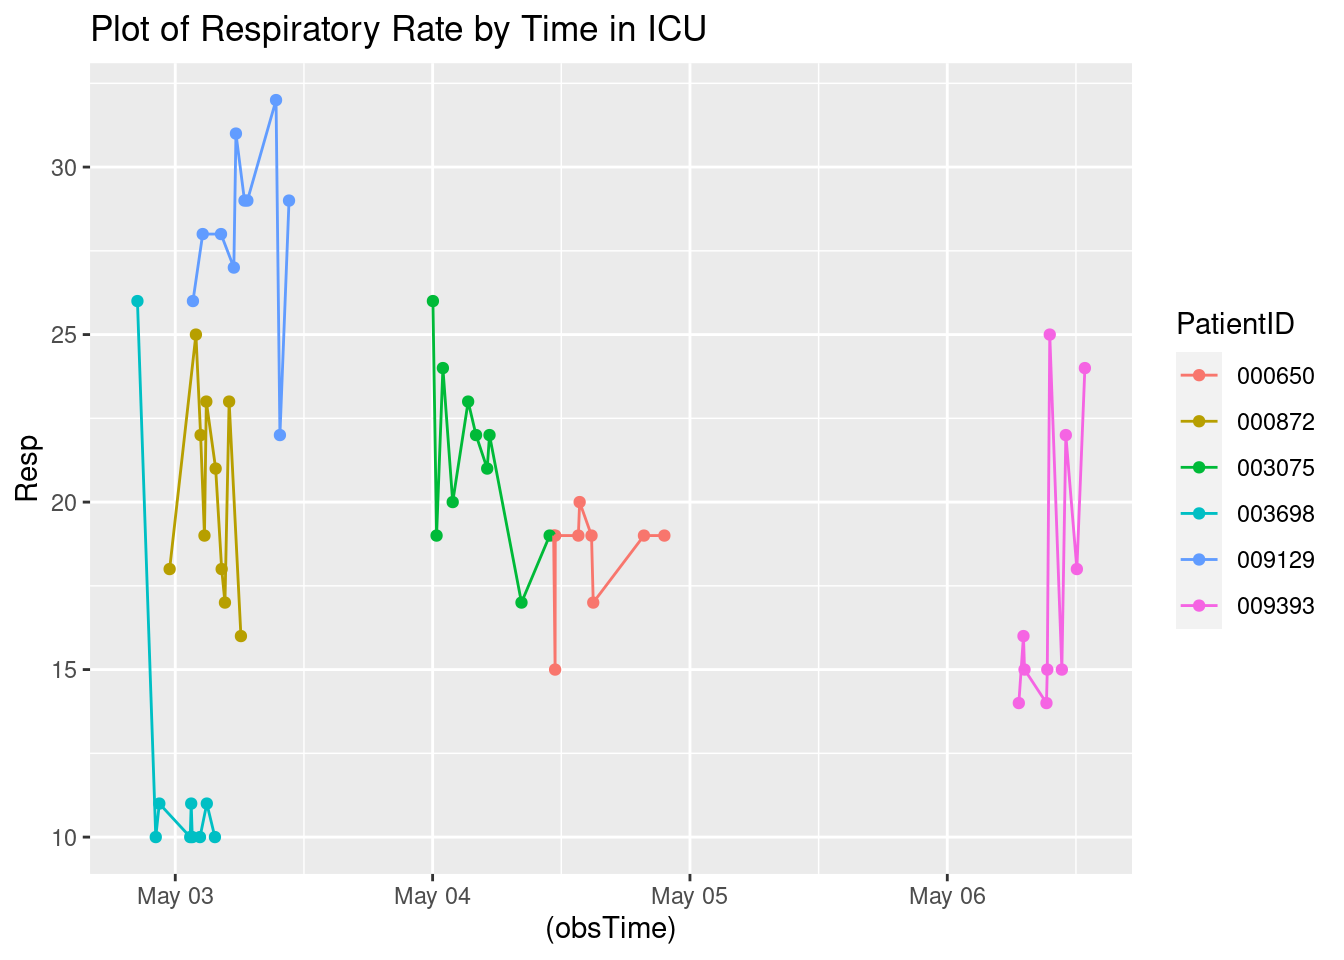 Plot of Respiratory Rate by Time in ICU
Resp
30
25
20
15
10
May 03
May 04
May 05
May 06
(obsTime)
PatientID
000650
000872
003075
003698
009129
009393